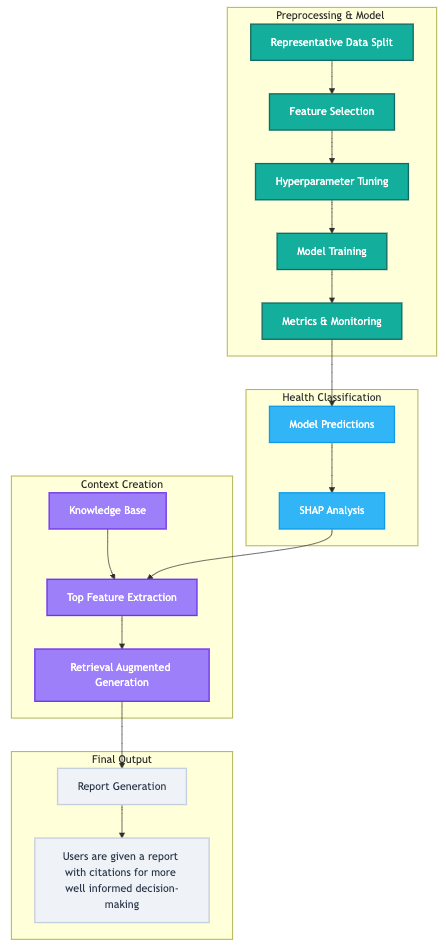 Preprocessing & Model
Representative Data Split
Feature Selection
Hyperparameter Tuning
Model Training
Metrics & Monitoring
Health Classification
Model Predictions
SHAP Analysis
Context Creation
Knowledge Base
Top Feature Extraction
Retrieval Augmented
Generation
Final Output
Report Generation
Users are given a report
with citations for more
well informed decision-
making